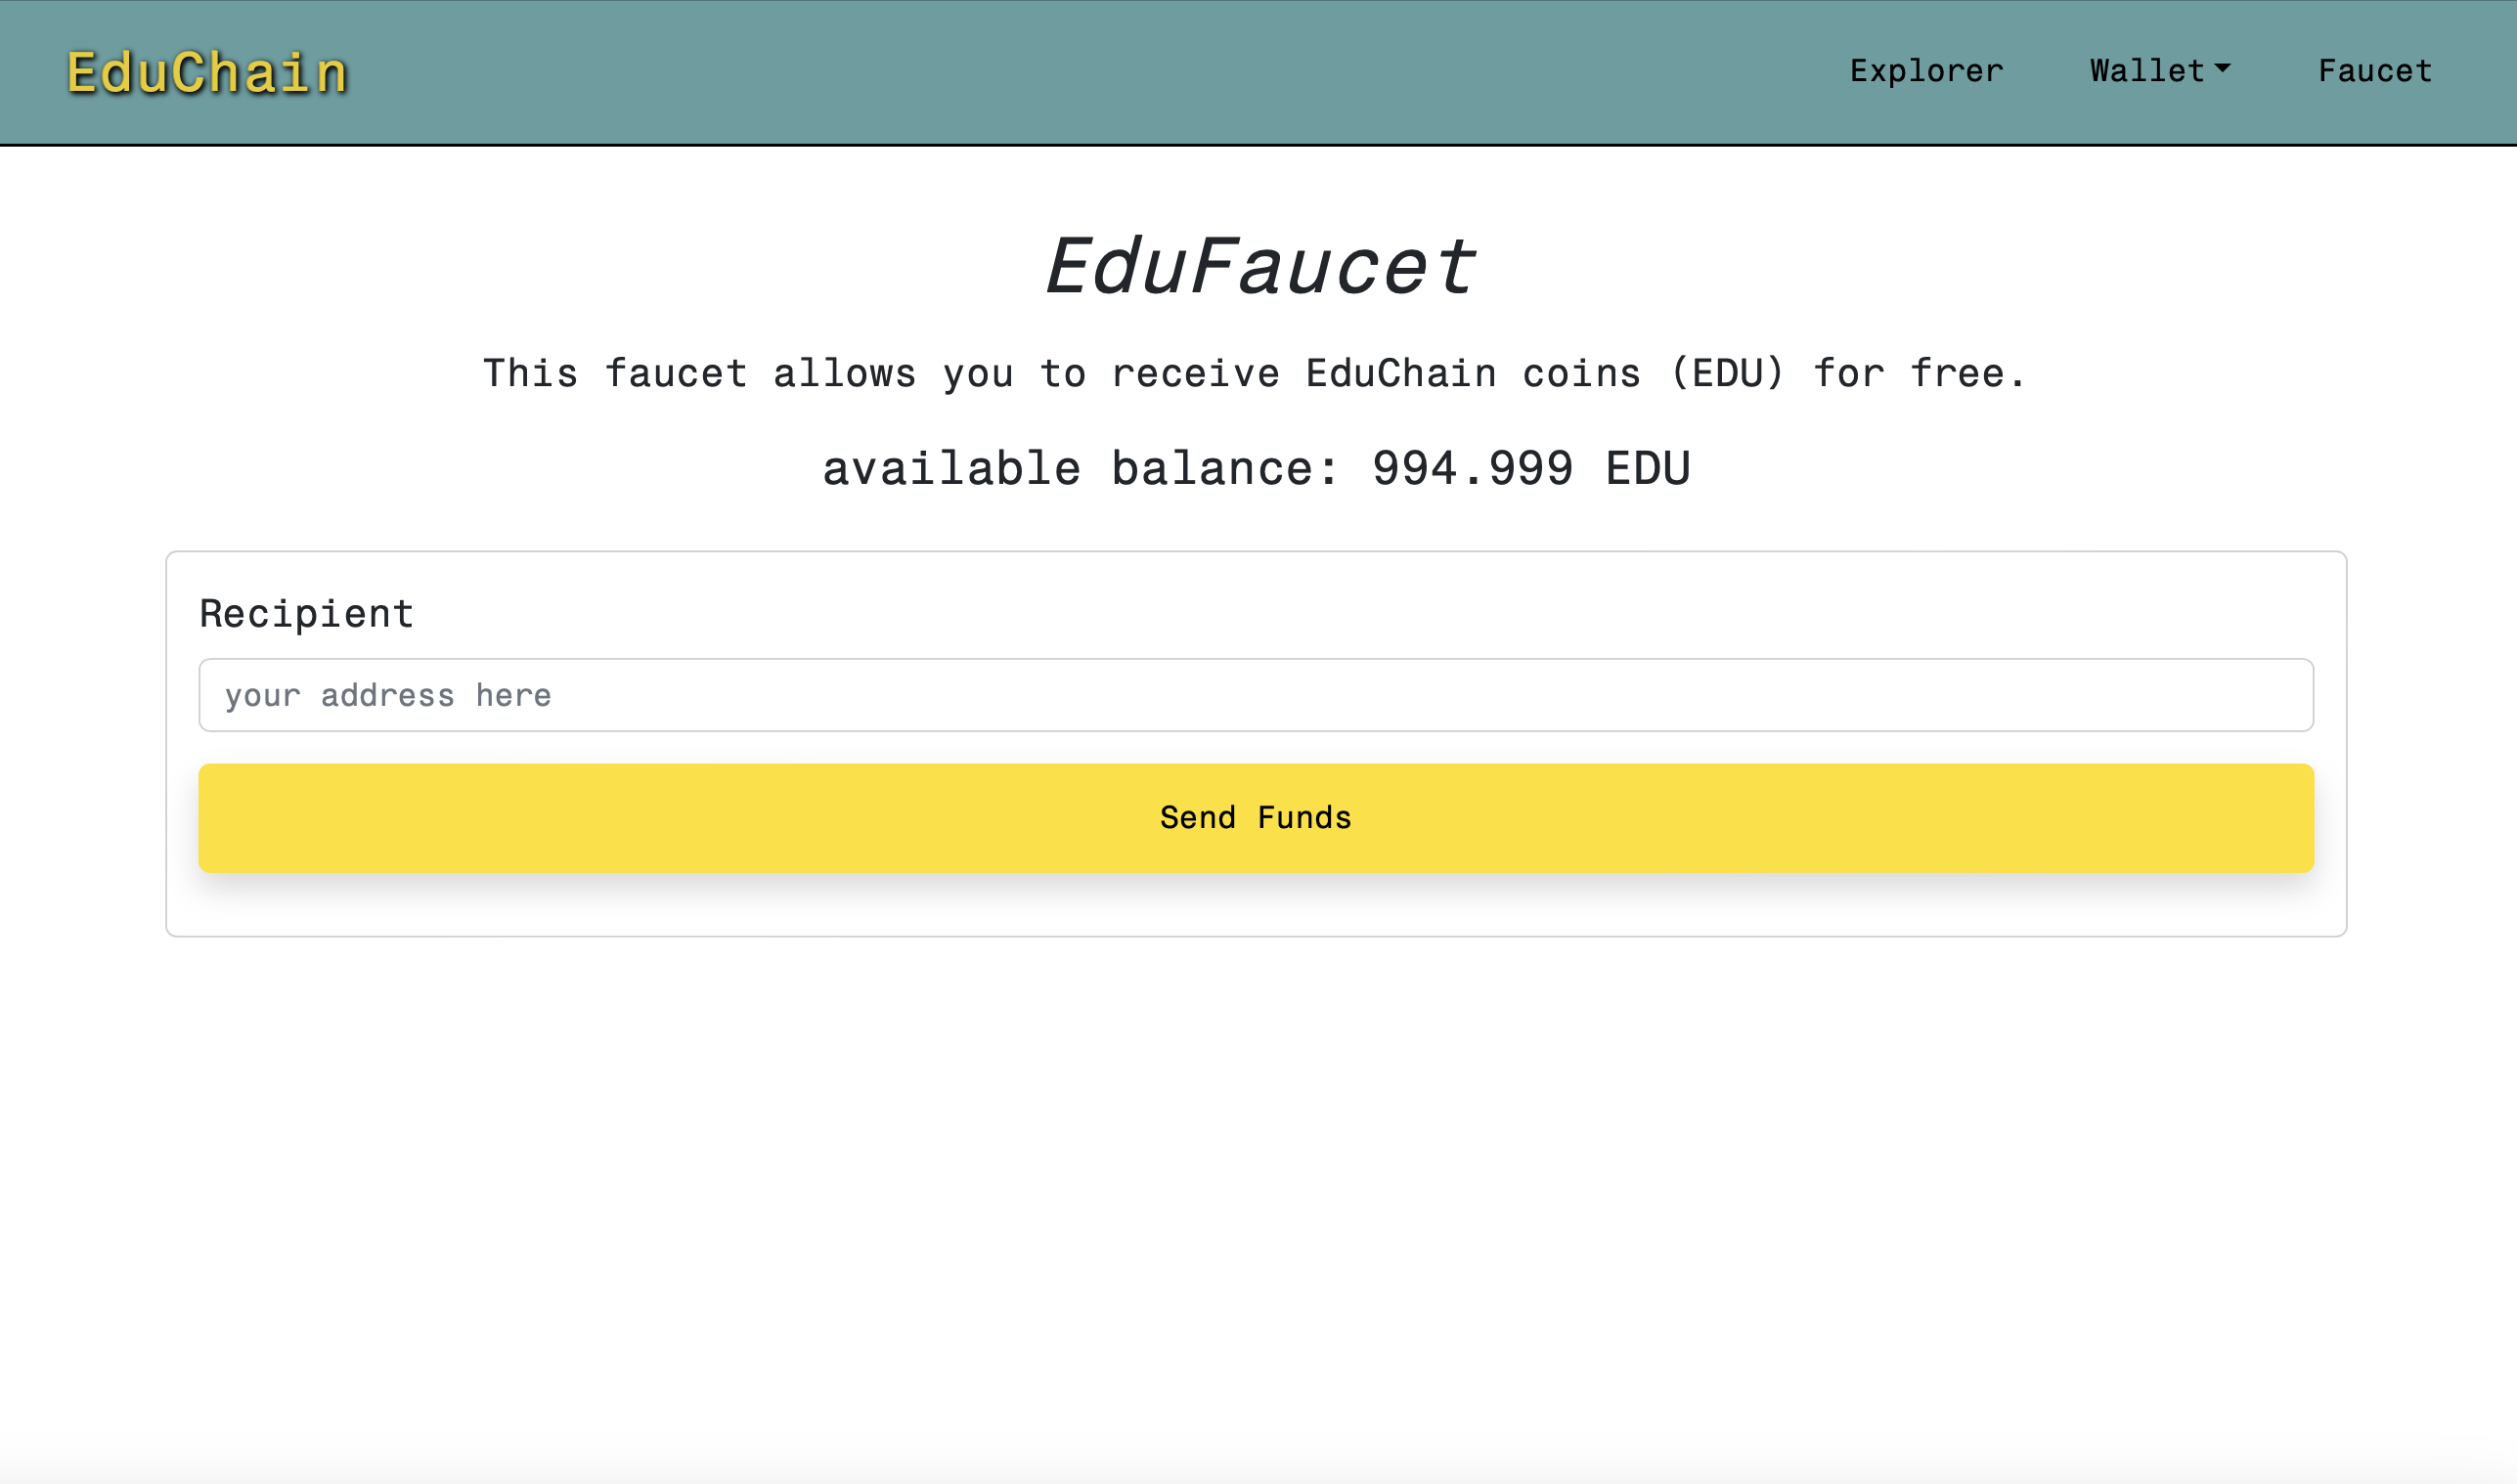 EduChain
Explorer
Wallet
Faucet
EduFaucet
This faucet allows you to receive EduChain coins (EDU) for free.
available balance: 994.999 EDU
Recipient
your address here
Send Funds